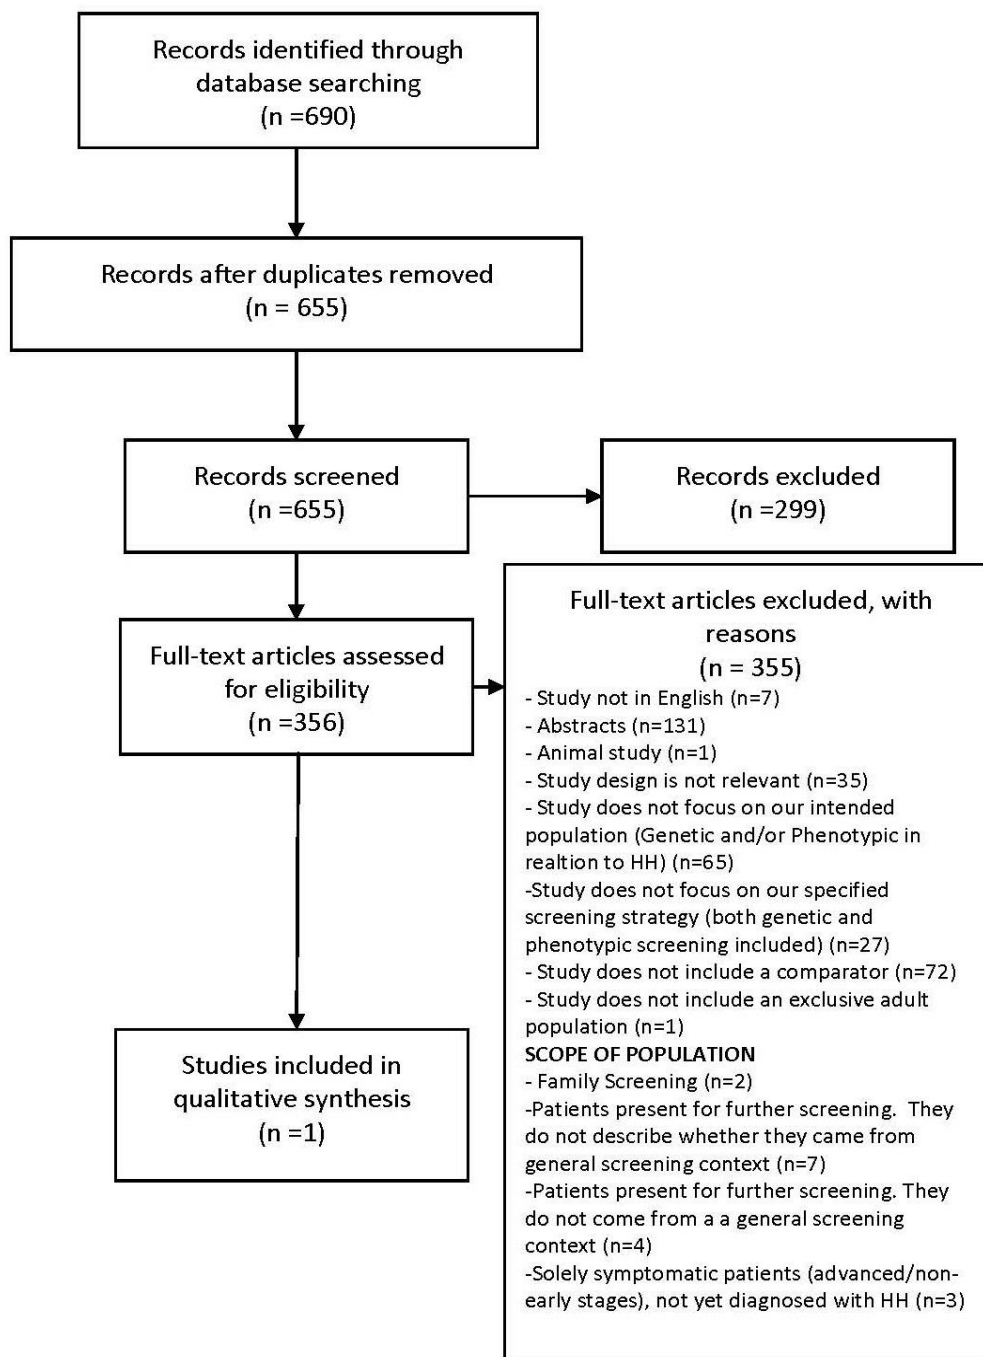 Records identified through
database searching
(n =690)
Records after duplicates removed
(n = 655)
Records screened
(n =655)
Records excluded
(n =299)
Full-text articles assessed
for eligibility
(n =356)
Full-text articles excluded, with
reasons
(n = 355)
- Study not in English (n=7)
- Abstracts (n=131)
- Animal study (n=1)
- Study design is not relevant (n=35)
- Study does not focus on our intended
population (Genetic and/or Phenotypic in
realtion to HH) (n=65)
-Study does not focus on our specified
screening strategy (both genetic and
phenotypic screening included) (n=27)
- Study does not include a comparator (n=72)
- Study does not include an exclusive adult
population (n=1)
SCOPE OF POPULATION
- Family Screening (n=2)
-Patients present for further screening.  They
do not describe whether they came from
general screening context (n=7)
-Patients present for further screening. They
do not come from a a general screening
context (n=4)
-Solely symptomatic patients (advanced/non-
early stages), not yet diagnosed with HH (n=3)
Studies included in
qualitative synthesis
(n =1)